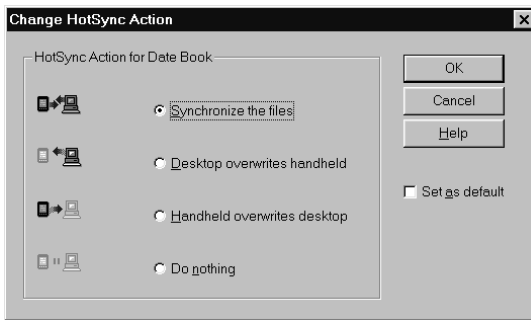 Change HotSync Action
HotSync Action for Date Book
Synchronize the files
Desktop overwrites handheld
Handheld overwrites desktop
Do nothing
OK
Cancel
Help
Set as default